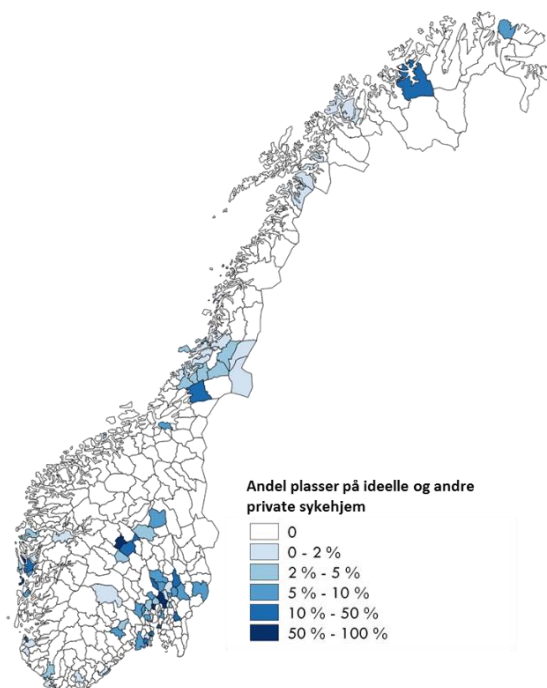 Andel plasser på ideelle og andre
private sykehjem
0
0 - 2 %
2 % - 5 %
5 % - 10 %
10 % - 50 %
50 % - 100 %